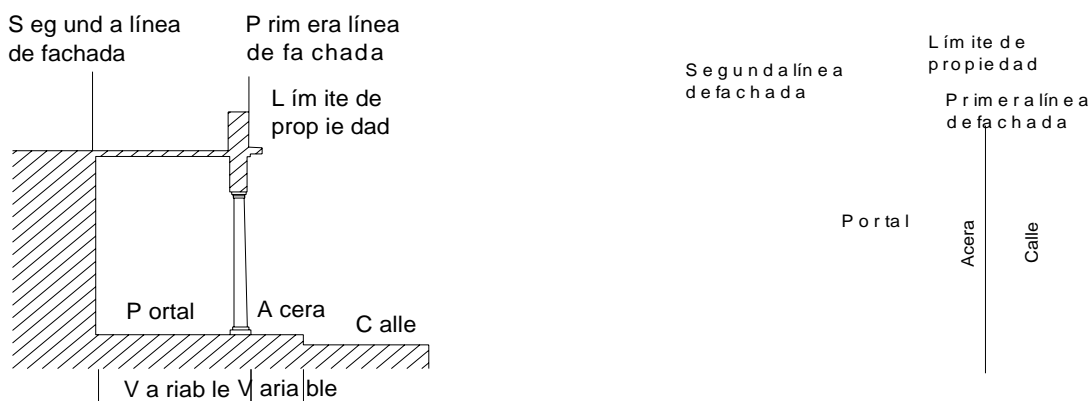 Segunda línea
de fachada
Primera línea
de fachada
Límite de
propiedad
Portal
Acera
Calle
Variable Variable
Límite de
propiedad
Segunda línea
de fachada
Primera línea
de fachada
Portal
Acera
Calle